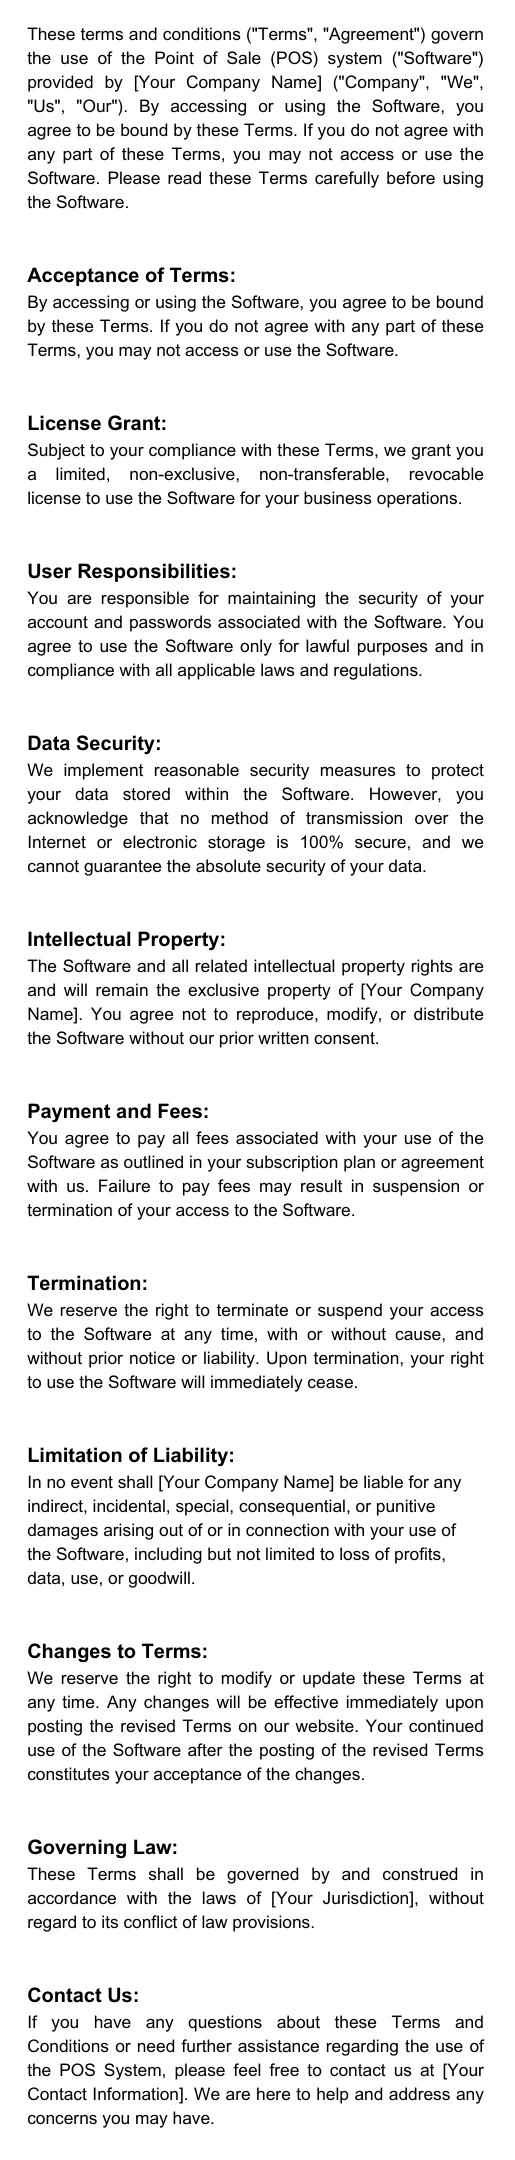 These terms and conditions ("Terms", "Agreement") govern
the use of the Point of Sale (POS) system ("Software")
provided by [Your Company Name] ("Company", "We",
"Us", "Our"). By accessing or using the Software, you
agree to be bound by these Terms. If you do not agree with
any part of these Terms, you may not access or use the
Software. Please read these Terms carefully before using
the Software.
Acceptance of Terms:
By accessing or using the Software, you agree to be bound
by these Terms. If you do not agree with any part of these
Terms, you may not access or use the Software.
License Grant:
Subject to your compliance with these Terms, we grant you
a limited, non-exclusive, non-transferable, revocable
license to use the Software for your business operations.
User Responsibilities:
You are responsible for maintaining the security of your
account and passwords associated with the Software. You
agree to use the Software only for lawful purposes and in
compliance with all applicable laws and regulations.
Data Security:
We implement reasonable security measures to protect
your data stored within the Software. However, you
acknowledge that no method of transmission over the
Internet or electronic storage is 100% secure, and we
cannot guarantee the absolute security of your data.
Intellectual Property:
The Software and all related intellectual property rights are
and will remain the exclusive property of [Your Company
Name]. You agree not to reproduce, modify, or distribute
the Software without our prior written consent.
Payment and Fees:
You agree to pay all fees associated with your use of the
Software as outlined in your subscription plan or agreement
with us. Failure to pay fees may result in suspension or
termination of your access to the Software.
Termination:
We reserve the right to terminate or suspend your access
to the Software at any time, with or without cause, and
without prior notice or liability. Upon termination, your right
to use the Software will immediately cease.
Limitation of Liability:
In no event shall [Your Company Name] be liable for any
indirect, incidental, special, consequential, or punitive
damages arising out of or in connection with your use of
the Software, including but not limited to loss of profits,
data, use, or goodwill.
Changes to Terms:
We reserve the right to modify or update these Terms at
any time. Any changes will be effective immediately upon
posting the revised Terms on our website. Your continued
use of the Software after the posting of the revised Terms
constitutes your acceptance of the changes.
Governing Law:
These Terms shall be governed by and construed in
accordance with the laws of [Your Jurisdiction], without
regard to its conflict of law provisions.
Contact Us:
If you have any questions about these Terms and
Conditions or need further assistance regarding the use of
the POS System, please feel free to contact us at [Your
Contact Information]. We are here to help and address any
concerns you may have.